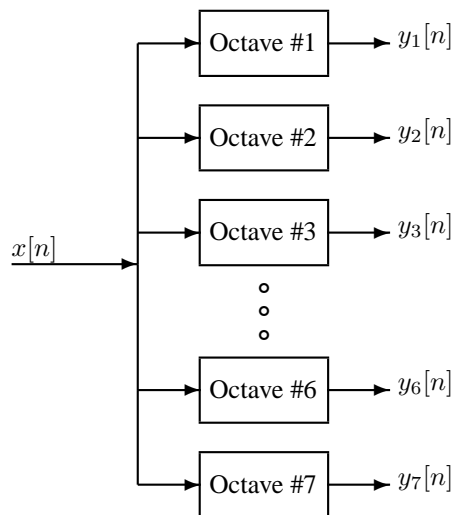 Octave #1 y₁[n]
Octave #2 y₂[n]
Octave #3 y₃[n]
x[n]
Octave #6 y₆[n]
Octave #7 y₇[n]